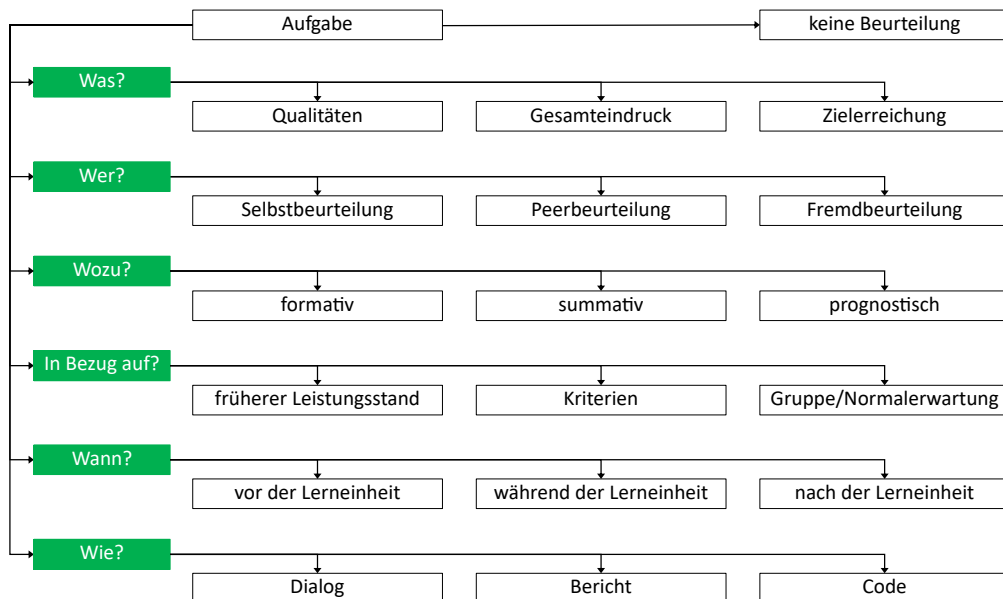 Aufgabe
keine Beurteilung
Was?
Qualitäten
Gesamteindruck
Zielerreichung
Wer?
Selbstbeurteilung
Peerbeurteilung
Fremdbeurteilung
Wozu?
formativ
summativ
prognostisch
In Bezug auf?
früherer Leistungsstand
Kriterien
Gruppe/Normalerwartung
Wann?
vor der Lerneinheit
während der Lerneinheit
nach der Lerneinheit
Wie?
Dialog
Bericht
Code